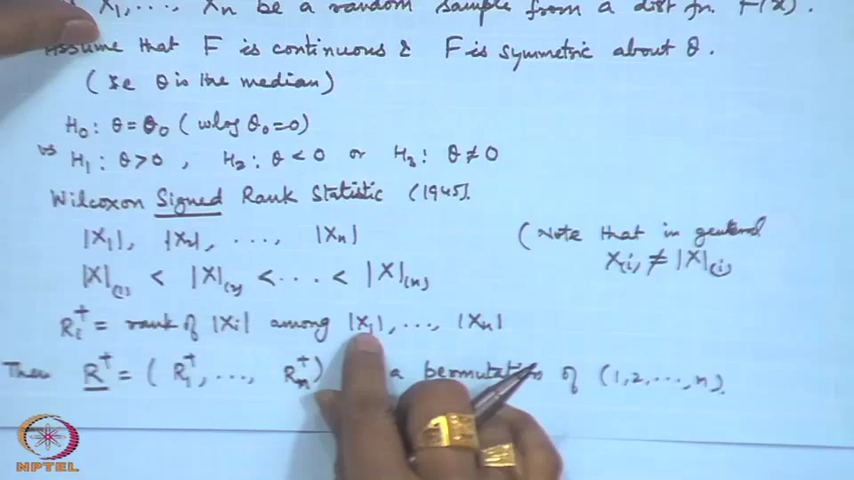 X₁, ..., Xₙ be a random sample from a dist fn. F(x).
Assume that F is continuous & F is symmetric about θ.
(ie θ is the median)
H₀: θ = θ₀ (wlog θ₀=0)
vs H₁: θ>0, H₂: θ < 0 or H₃: θ ≠ 0
Wilcoxon Signed Rank Statistic (1945).
|X₁|, |X₂|, ...., |Xₙ|
(Note that in general
X₍ᵢ₎ ≠ |X|₍ᵢ₎
|X|₍₁₎ < |X|₍₂₎ < ... < |X|₍ₙ₎
Rᵢ⁺ = rank of |Xᵢ| among |X₁|, ..., |Xₙ|
Then R⁺ = (R₁⁺, ..., Rₙ⁺) a permutation of (1,2,...,n).
NPTEL